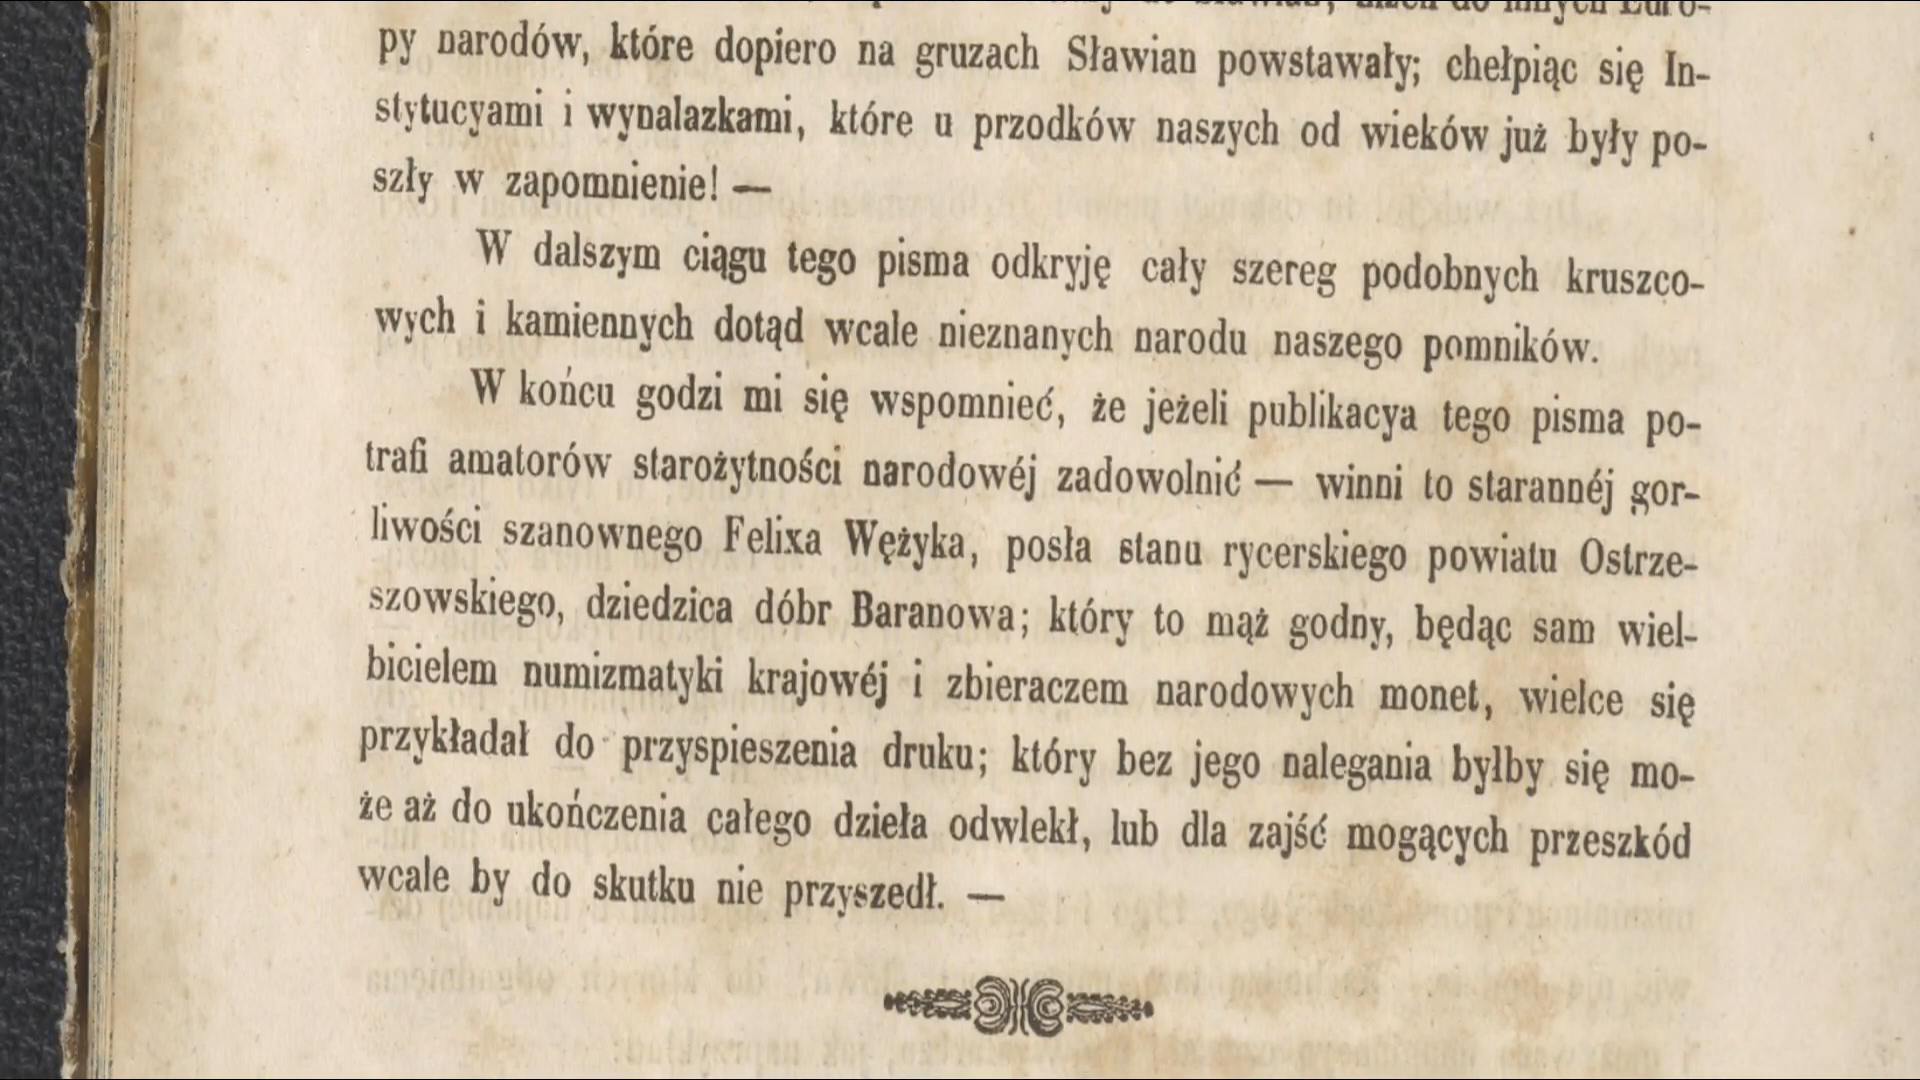 py narodów, które dopiero na gruzach Sławian powstawały; chełpiąc się In-
stytucyami i wynalazkami, które u przodków naszych od wieków już były po-
szły w zapomnienie! —
W dalszym ciągu tego pisma odkryję cały szereg podobnych kruszco-
wych i kamiennych dotąd wcale nieznanych narodu naszego pomników.
W końcu godzi mi się wspomnieć, że jeżeli publikacya tego pisma po-
trafi amatorów starożytności narodowéj zadowolnić — winni to starannéj gor-
liwości szanownego Felixa Wężyka, posła stanu rycerskiego powiatu Ostrze-
szowskiego, dziedzica dóbr Baranowa; który to mąż godny, będąc sam wiel-
bicielem numizmatyki krajowéj i zbieraczem narodowych monet, wielce się
przykładał do przyspieszenia druku; który bez jego nalegania byłby się mo-
że aż do ukończenia całego dzieła odwlekł, lub dla zajść mogących przeszkód
wcale by do skutku nie przyszedł. —